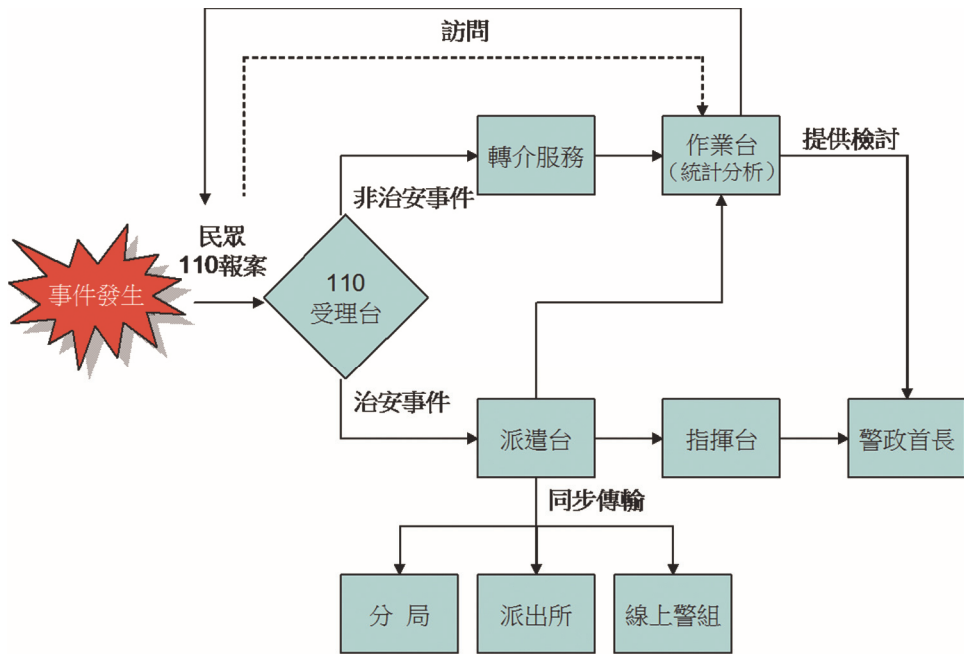 訪問
轉介服務
作業台
（統計分析）
提供檢討
非治安事件
民眾
110報案
事件發生
110
受理台
治安事件
派遣台
指揮台
警政首長
同步傳輸
分 局
派出所
線上警組